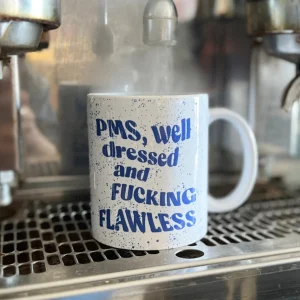 PMS, well
dressed
and
FUCKING
FLAWLESS